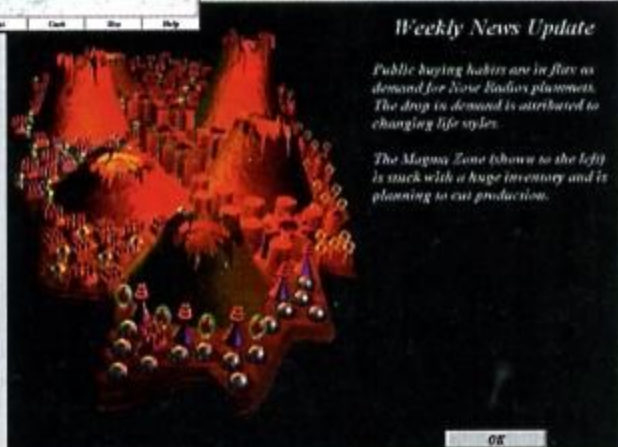 Cash
Help
Weekly News Update
Public buying habits are in flux as
demand for Nose Radios plummets.
The drop in demand is attributed to
changing life styles.
The Magma Zone (shown to the left)
is stuck with a huge inventory and is
planning to cut production.
OK